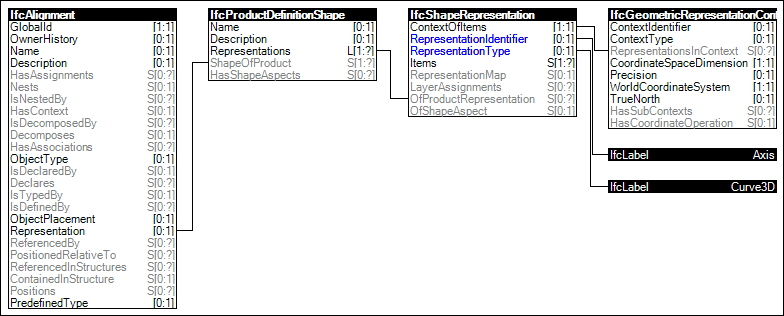 IfcAlignment
GlobalId [1:1]
OwnerHistory [0:1]
Name [0:1]
Description [0:1]
HasAssignments S[0:?]
Nests S[0:1]
IsNestedBy S[0:?]
HasContext S[0:1]
IsDecomposedBy S[0:?]
Decomposes S[0:1]
HasAssociations S[0:?]
ObjectType [0:1]
IsDeclaredBy S[0:1]
Declares S[0:?]
IsTypedBy S[0:1]
IsDefinedBy S[0:?]
ObjectPlacement [0:1]
Representation [0:1]
ReferencedBy S[0:?]
PositionedRelativeTo S[0:1]
ReferencedInStructures S[0:?]
ContainedInStructure S[0:1]
Positions S[0:?]
PredefinedType [0:1]
IfcProductDefinitionShape
Name [0:1]
Description [0:1]
Representations L[1:?]
ShapeOfProduct S[1:?]
HasShapeAspects S[0:?]
IfcShapeRepresentation
ContextOfItems [1:1]
RepresentationIdentifier [0:1]
RepresentationType [0:1]
Items S[1:?]
RepresentationMap S[0:1]
LayerAssignments S[0:?]
OfProductRepresentation S[0:?]
OfShapeAspect S[0:1]
IfcGeometricRepresentationCont
ContextIdentifier [0:1]
ContextType [0:1]
RepresentationsInContext S[0:?]
CoordinateSpaceDimension [1:1]
Precision [0:1]
WorldCoordinateSystem [1:1]
TrueNorth [0:1]
HasSubContexts S[0:?]
HasCoordinateOperation S[0:1]
IfcLabel Axis
IfcLabel Curve3D